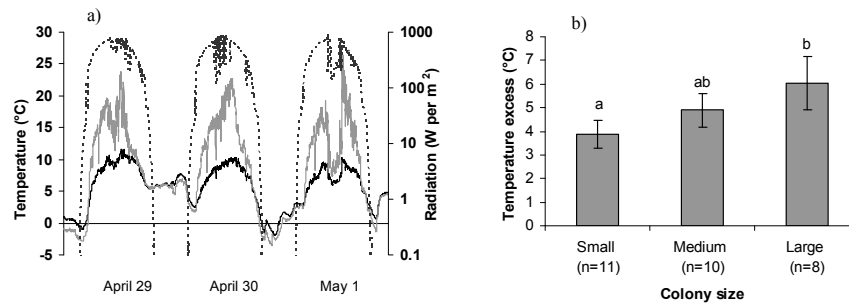 a)
Temperature (°C)
30
25
20
15
10
5
0
-5
1000
100
10
1
0.1
Radiation (W per m²)
April 29
April 30
May 1
b)
Temperature excess (°C)
8
7
6
5
4
3
2
1
0
a
ab
b
Small
(n=11)
Medium
(n=10)
Large
(n=8)
Colony size